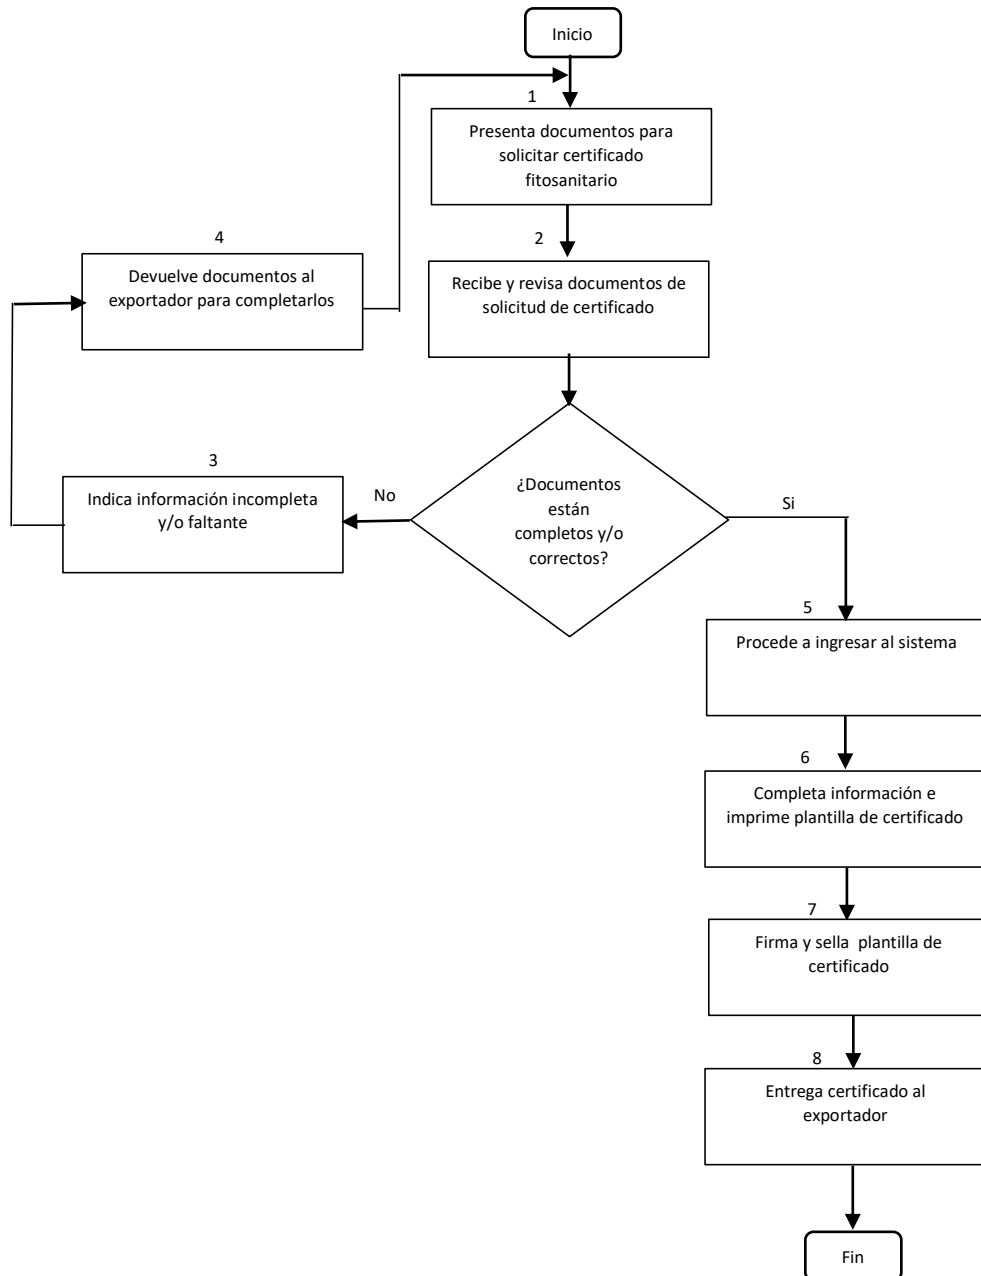 Inicio
1
Presenta documentos para
solicitar certificado
fitosanitario
2
Recibe y revisa documentos de
solicitud de certificado
4
Devuelve documentos al
exportador para completarlos
3
Indica información incompleta
y/o faltante
No
¿Documentos
están
completos y/o
correctos?
Si
5
Procede a ingresar al sistema
6
Completa información e
imprime plantilla de certificado
7
Firma y sella plantilla de
certificado
8
Entrega certificado al
exportador
Fin